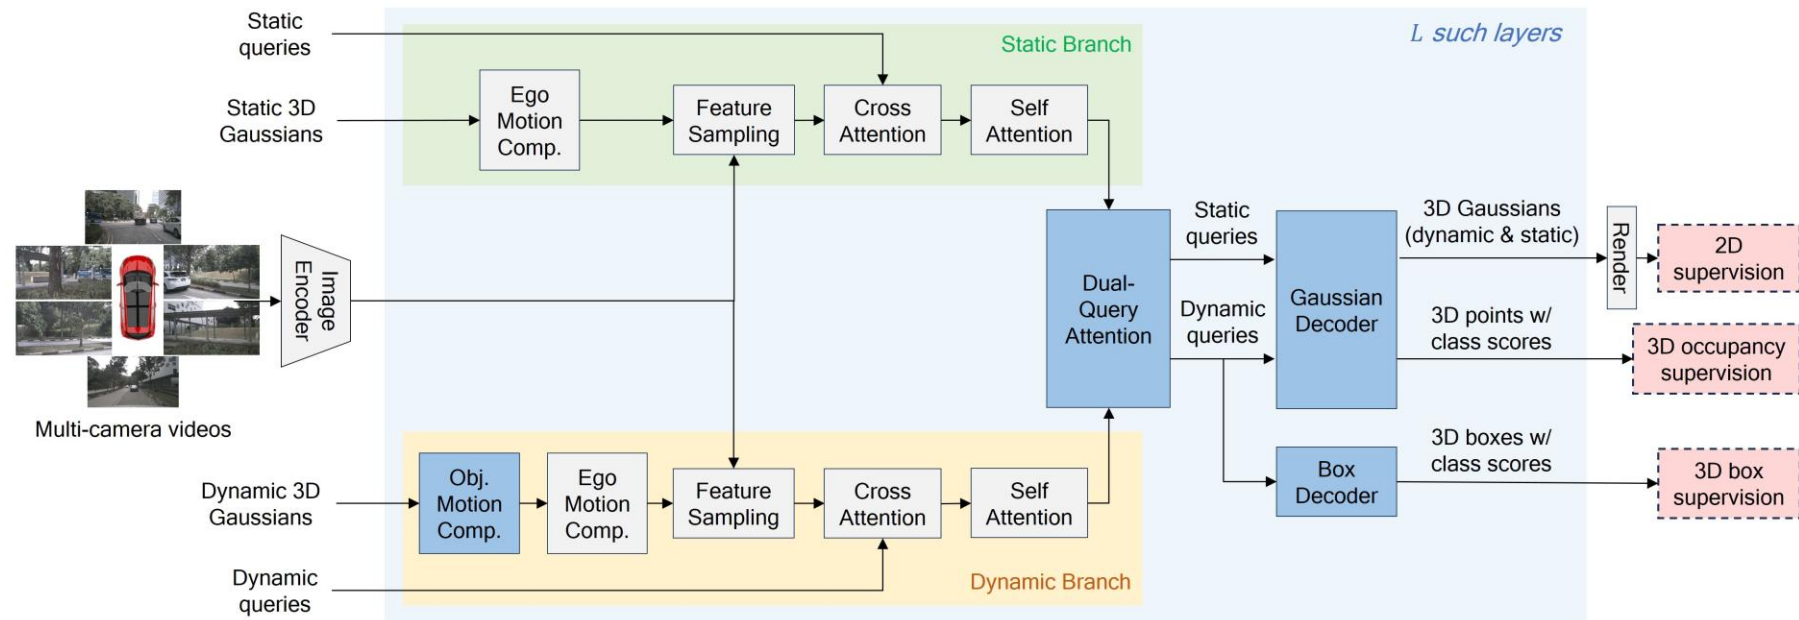 Static
queries
Static Branch
L such layers
Static 3D
Gaussians
Ego
Motion
Comp.
Feature
Sampling
Cross
Attention
Self
Attention
Image
Encoder
Multi-camera videos
Dual-
Query
Attention
Static
queries
Dynamic
queries
Gaussian
Decoder
3D Gaussians
(dynamic & static)
Render
2D
supervision
3D points w/
class scores
3D occupancy
supervision
Box
Decoder
3D boxes w/
class scores
3D box
supervision
Dynamic 3D
Gaussians
Obj.
Motion
Comp.
Ego
Motion
Comp.
Feature
Sampling
Cross
Attention
Self
Attention
Dynamic
queries
Dynamic Branch